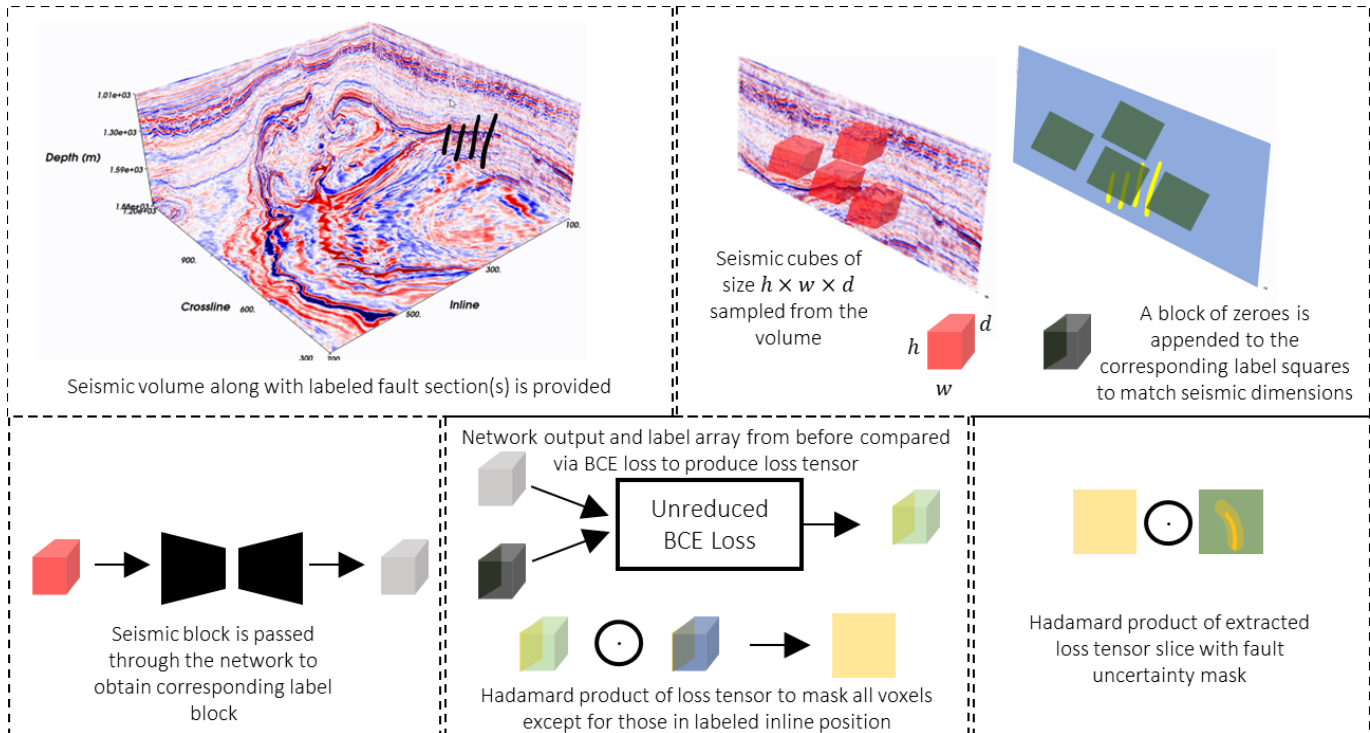 1.01e+03
1.30e+03
Depth (m)
1.59e+03
1.20e+03
900.
Crossline
600.
300
700.
500.
Inline
300.
100.
Seismic volume along with labeled fault section(s) is provided
Seismic cubes of
size h × w × d
sampled from the
volume
h
d
w
A block of zeroes is
appended to the
corresponding label squares
to match seismic dimensions
Seismic block is passed
through the network to
obtain corresponding label
block
Network output and label array from before compared
via BCE loss to produce loss tensor
Unreduced
BCE Loss
Hadamard product of loss tensor to mask all voxels
except for those in labeled inline position
Hadamard product of extracted
loss tensor slice with fault
uncertainty mask